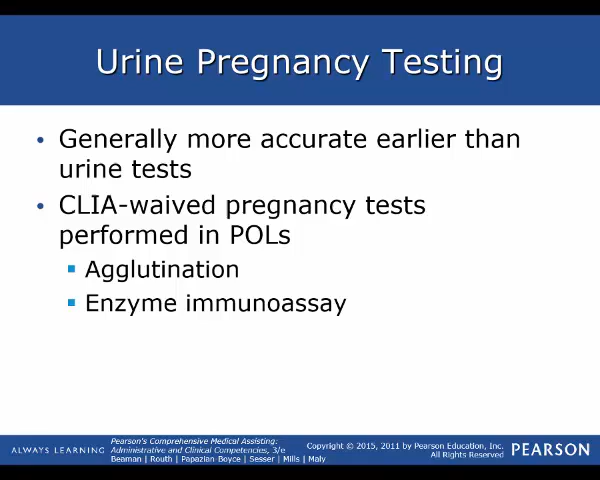 Urine Pregnancy Testing
• Generally more accurate earlier than
urine tests
• CLIA-waived pregnancy tests
performed in POLs
▪ Agglutination
▪ Enzyme immunoassay
ALWAYS LEARNING
Pearson's Comprehensive Medical Assisting:
Administrative and Clinical Competencies, 3/e
Beaman | Routh | Papazian Boyce | Sesser | Mills | Maly
Copyright © 2015, 2011 by Pearson Education, Inc.
All Rights Reserved
PEARSON